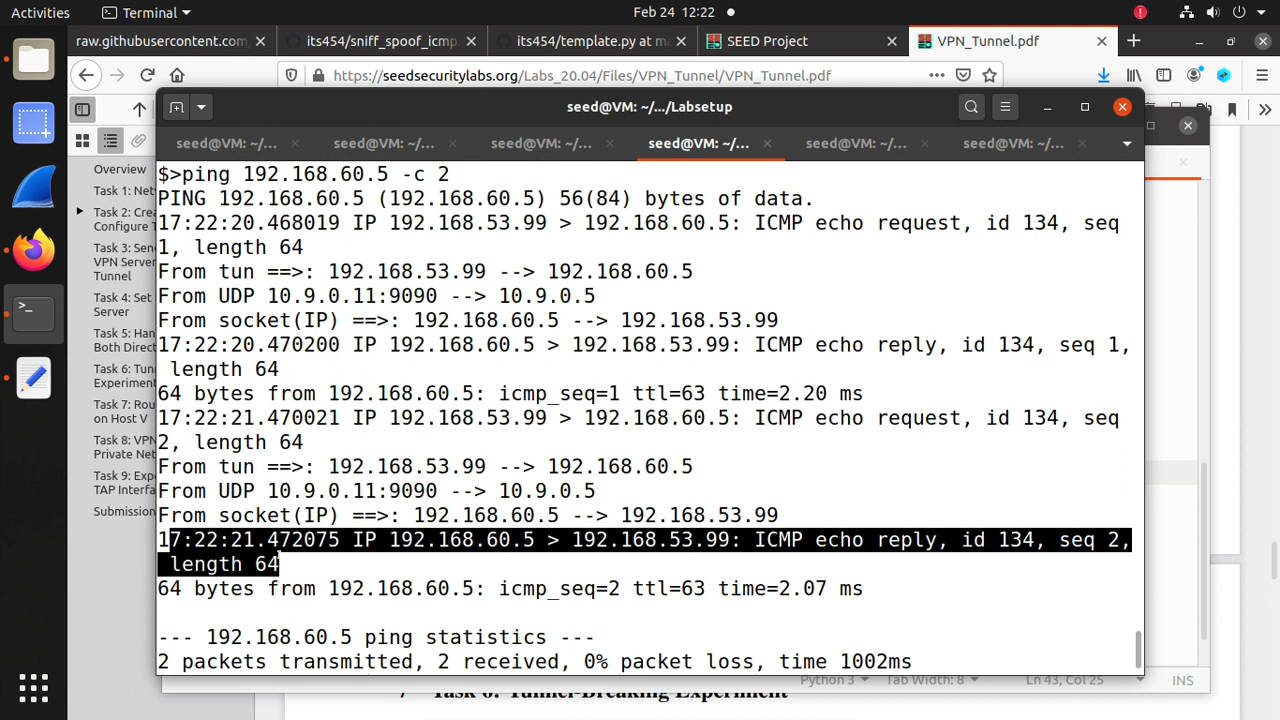 Activities
Terminal
Feb 24 12:22
raw.githubusercontent.com
its454/sniff_spoof_icmp.
its454/template.py at ma
SEED Project
VPN_Tunnel.pdf
https://seedsecuritylabs.org/Labs_20.04/Files/VPN_Tunnel/VPN_Tunnel.pdf
seed@VM: ~/.../Labsetup
seed@VM: ~/...
seed@VM: ~/...
seed@VM: ~/...
seed@VM: ~/...
seed@VM: ~/...
seed@VM: ~/...
Overview
Task 1: Net
Task 2: Crea
Configure T
Task 3: Sen
VPN Server
Tunnel
Task 4: Set
Server
Task 5: Han
Both Direct
Task 6: Tun
Experiment
Task 7: Rou
on Host V
Task 8: VPN
Private Net
Task 9: Exp
TAP Interfa
Submission
$>ping 192.168.60.5 -c 2
PING 192.168.60.5 (192.168.60.5) 56(84) bytes of data.
17:22:20.468019 IP 192.168.53.99 > 192.168.60.5: ICMP echo request, id 134, seq
1, length 64
From tun ==>: 192.168.53.99 --> 192.168.60.5
From UDP 10.9.0.11:9090 --> 10.9.0.5
From socket(IP) ==>: 192.168.60.5 --> 192.168.53.99
17:22:20.470200 IP 192.168.60.5 > 192.168.53.99: ICMP echo reply, id 134, seq 1,
length 64
64 bytes from 192.168.60.5: icmp_seq=1 ttl=63 time=2.20 ms
17:22:21.470021 IP 192.168.53.99 > 192.168.60.5: ICMP echo request, id 134, seq
2, length 64
From tun ==>: 192.168.53.99 --> 192.168.60.5
From UDP 10.9.0.11:9090 --> 10.9.0.5
From socket(IP) ==>: 192.168.60.5 --> 192.168.53.99
17:22:21.472075 IP 192.168.60.5 > 192.168.53.99: ICMP echo reply, id 134, seq 2,
length 64
64 bytes from 192.168.60.5: icmp_seq=2 ttl=63 time=2.07 ms
--- 192.168.60.5 ping statistics ---
2 packets transmitted, 2 received, 0% packet loss, time 1002ms
Python 3
Tab Width: 8
Ln 43, Col 25
INS
7 Task 6: Tunnel-Breaking Experiment